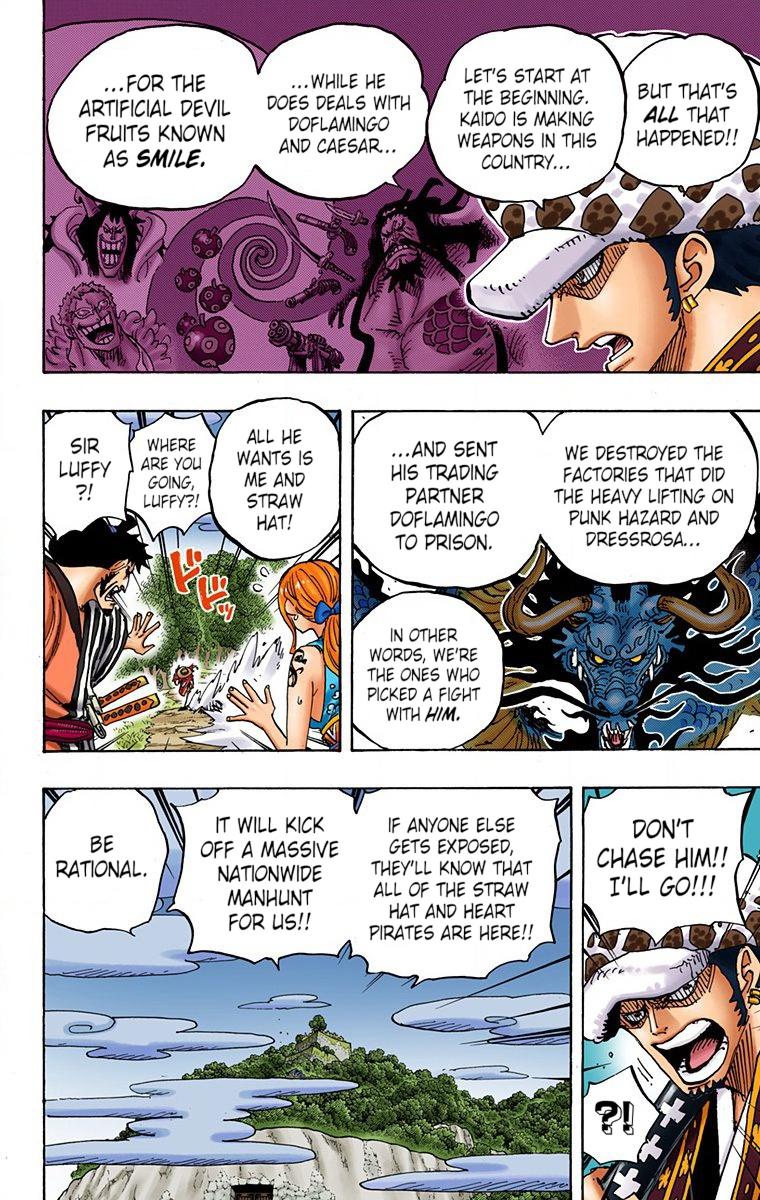 BUT THAT'S
ALL THAT
HAPPENED!!
LET'S START AT
THE BEGINNING.
KAIDO IS MAKING
WEAPONS IN THIS
COUNTRY...
...WHILE HE
DOES DEALS WITH
DOFLAMINGO
AND CAESAR...
...FOR THE
ARTIFICIAL DEVIL
FRUITS KNOWN
AS SMILE.
WE DESTROYED THE
FACTORIES THAT DID
THE HEAVY LIFTING ON
PUNK HAZARD AND
DRESSROSA...
...AND SENT
HIS TRADING
PARTNER
DOFLAMINGO
TO PRISON.
IN OTHER
WORDS, WE'RE
THE ONES WHO
PICKED A FIGHT
WITH HIM.
ALL HE
WANTS IS
ME AND
STRAW
HAT!
WHERE
ARE YOU
GOING,
LUFFY?!
SIR
LUFFY
?!
ドドッ
DON'T
CHASE HIM!!
I'LL GO!!!
?!
IF ANYONE ELSE
GETS EXPOSED,
THEY'LL KNOW THAT
ALL OF THE STRAW
HAT AND HEART
PIRATES ARE HERE!!
IT WILL KICK
OFF A MASSIVE
NATIONWIDE
MANHUNT
FOR US!!
BE
RATIONAL.